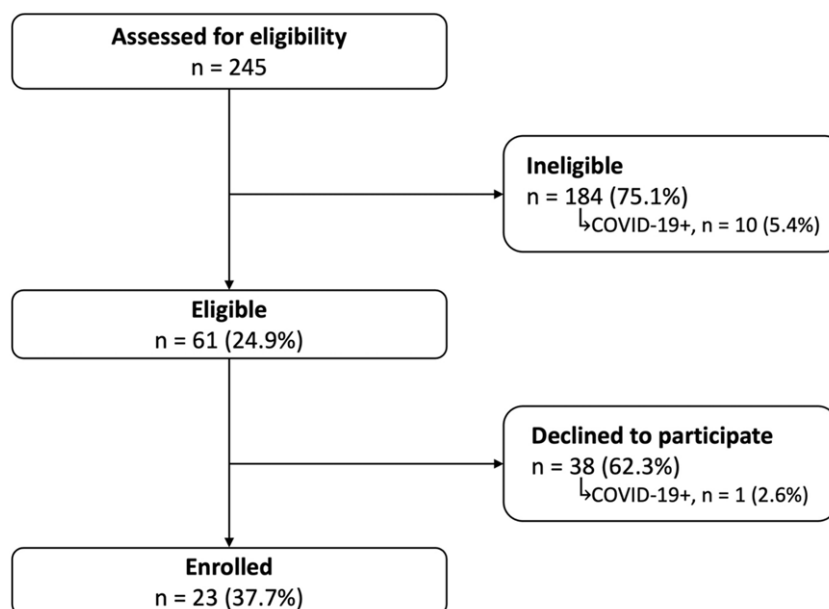 Assessed for eligibility
n = 245
Ineligible
n = 184 (75.1%)
COVID-19+, n = 10 (5.4%)
Eligible
n = 61 (24.9%)
Declined to participate
n = 38 (62.3%)
COVID-19+, n = 1 (2.6%)
Enrolled
n = 23 (37.7%)